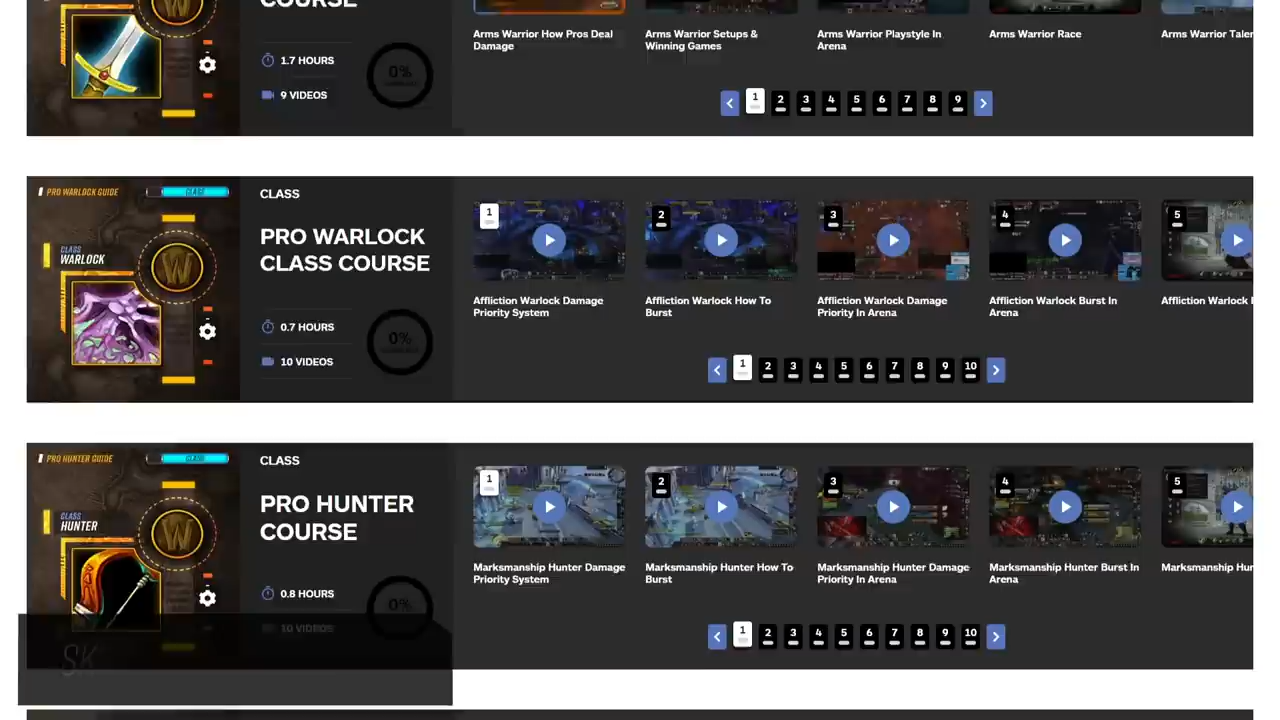 COURSE
1.7 HOURS
0%
9 VIDEOS
Arms Warrior How Pros Deal
Damage
Arms Warrior Setups &
Winning Games
Arms Warrior Playstyle In
Arena
Arms Warrior Race
Arms Warrior Taler
1 2 3 4 5 6 7 8 9
PRO WARLOCK GUIDE
CLASS
CLASS
WARLOCK
W
CLASS
PRO WARLOCK
CLASS COURSE
0.7 HOURS
0%
10 VIDEOS
1
2
3
4
5
Affliction Warlock Damage
Priority System
Affliction Warlock How To
Burst
Affliction Warlock Damage
Priority In Arena
Affliction Warlock Burst In
Arena
Affliction Warlock
1 2 3 4 5 6 7 8 9 10
PRO HUNTER GUIDE
CLASS
CLASS
HUNTER
W
CLASS
PRO HUNTER
COURSE
0.8 HOURS
0%
10 VIDEOS
1
2
3
4
5
Marksmanship Hunter Damage
Priority System
Marksmanship Hunter How To
Burst
Marksmanship Hunter Damage
Priority In Arena
Marksmanship Hunter Burst In
Arena
Marksmanship Hun
1 2 3 4 5 6 7 8 9 10
SK